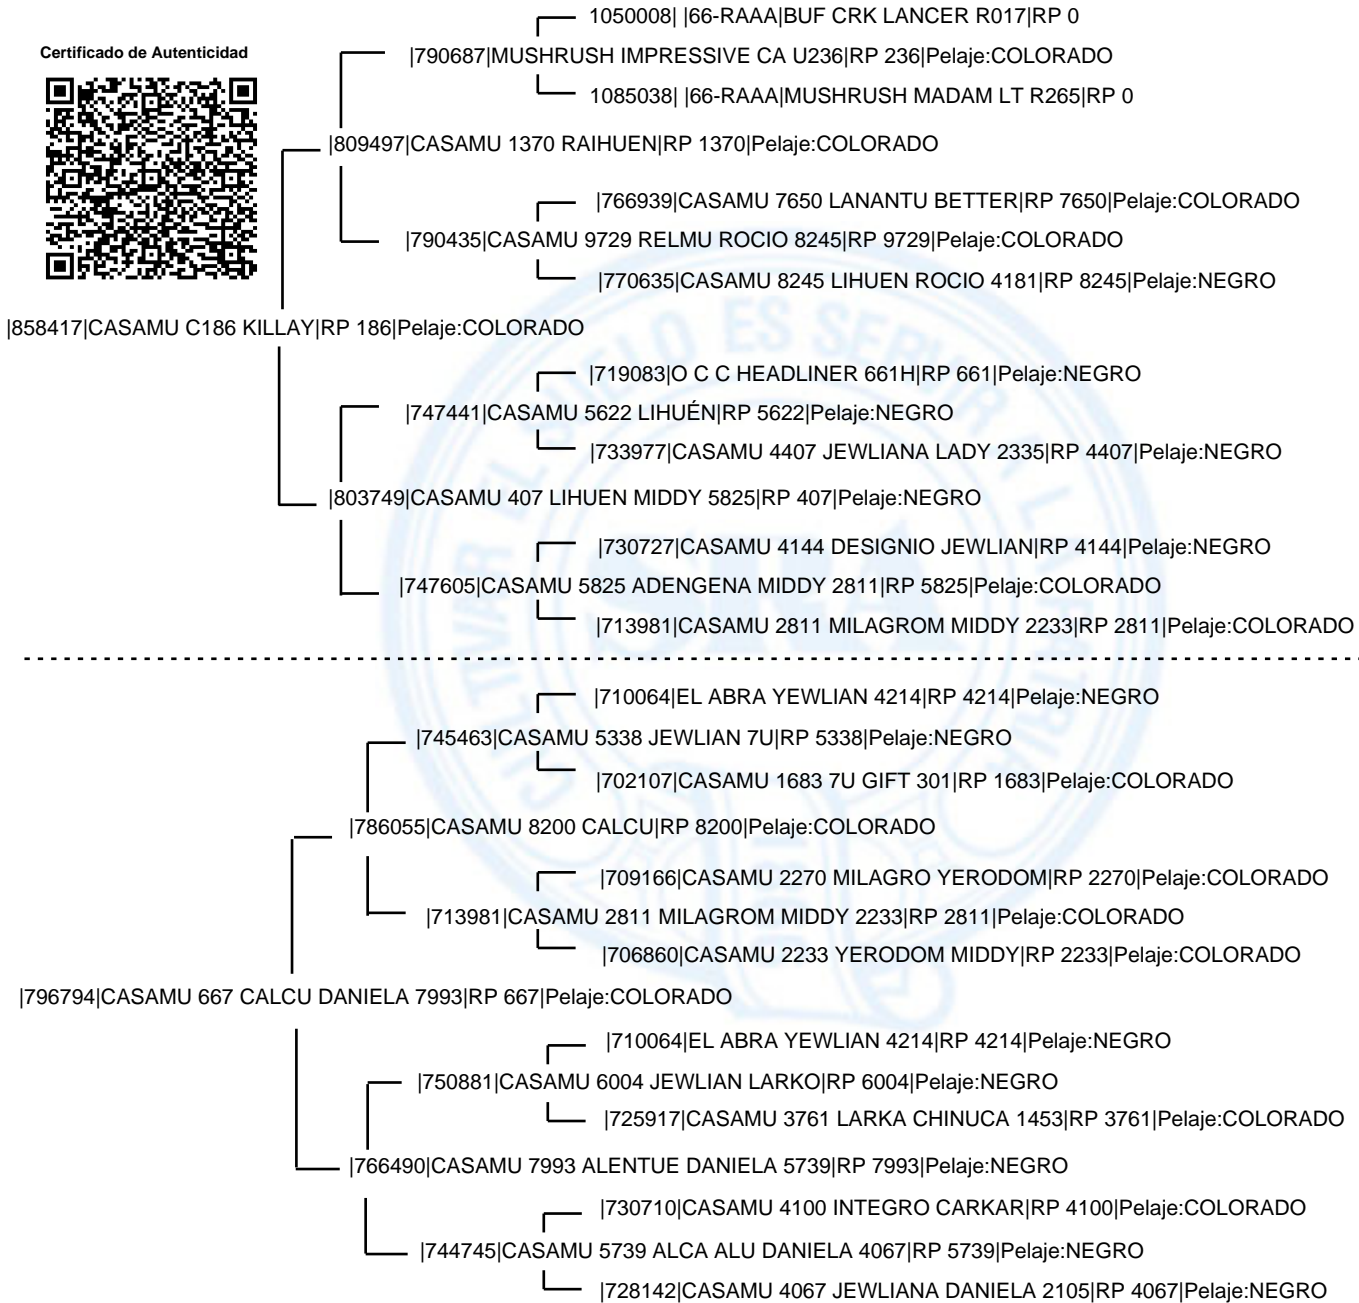 1050008| |66-RAAA|BUF CRK LANCER R017|RP 0
Certificado de Autenticidad
|790687|MUSHRUSH IMPRESSIVE CA U236|RP 236|Pelaje:COLORADO
1085038| |66-RAAA|MUSHRUSH MADAM LT R265|RP 0
|809497|CASAMU 1370 RAIHUEN|RP 1370|Pelaje:COLORADO
|766939|CASAMU 7650 LANANTU BETTER|RP 7650|Pelaje:COLORADO
|790435|CASAMU 9729 RELMU ROCIO 8245|RP 9729|Pelaje:COLORADO
|770635|CASAMU 8245 LIHUEN ROCIO 4181|RP 8245|Pelaje:NEGRO
|858417|CASAMU C186 KILLAY|RP 186|Pelaje:COLORADO
|719083|O C C HEADLINER 661H|RP 661|Pelaje:NEGRO
|747441|CASAMU 5622 LIHUÉN|RP 5622|Pelaje:NEGRO
|733977|CASAMU 4407 JEWLIANA LADY 2335|RP 4407|Pelaje:NEGRO
|803749|CASAMU 407 LIHUEN MIDDY 5825|RP 407|Pelaje:NEGRO
|730727|CASAMU 4144 DESIGNIO JEWLIAN|RP 4144|Pelaje:NEGRO
|747605|CASAMU 5825 ADENGENA MIDDY 2811|RP 5825|Pelaje:COLORADO
|713981|CASAMU 2811 MILAGROM MIDDY 2233|RP 2811|Pelaje:COLORADO
|710064|EL ABRA YEWLIAN 4214|RP 4214|Pelaje:NEGRO
|745463|CASAMU 5338 JEWLIAN 7U|RP 5338|Pelaje:NEGRO
|702107|CASAMU 1683 7U GIFT 301|RP 1683|Pelaje:COLORADO
|786055|CASAMU 8200 CALCU|RP 8200|Pelaje:COLORADO
|709166|CASAMU 2270 MILAGRO YERODOM|RP 2270|Pelaje:COLORADO
|713981|CASAMU 2811 MILAGROM MIDDY 2233|RP 2811|Pelaje:COLORADO
|706860|CASAMU 2233 YERODOM MIDDY|RP 2233|Pelaje:COLORADO
|796794|CASAMU 667 CALCU DANIELA 7993|RP 667|Pelaje:COLORADO
|710064|EL ABRA YEWLIAN 4214|RP 4214|Pelaje:NEGRO
|750881|CASAMU 6004 JEWLIAN LARKO|RP 6004|Pelaje:NEGRO
|725917|CASAMU 3761 LARKA CHINUCA 1453|RP 3761|Pelaje:COLORADO
|766490|CASAMU 7993 ALENTUE DANIELA 5739|RP 7993|Pelaje:NEGRO
|730710|CASAMU 4100 INTEGRO CARKAR|RP 4100|Pelaje:COLORADO
|744745|CASAMU 5739 ALCA ALU DANIELA 4067|RP 5739|Pelaje:NEGRO
|728142|CASAMU 4067 JEWLIANA DANIELA 2105|RP 4067|Pelaje:NEGRO
CULTIVAR EL SUELO ES SERVIR A LA PATRIA
SRA